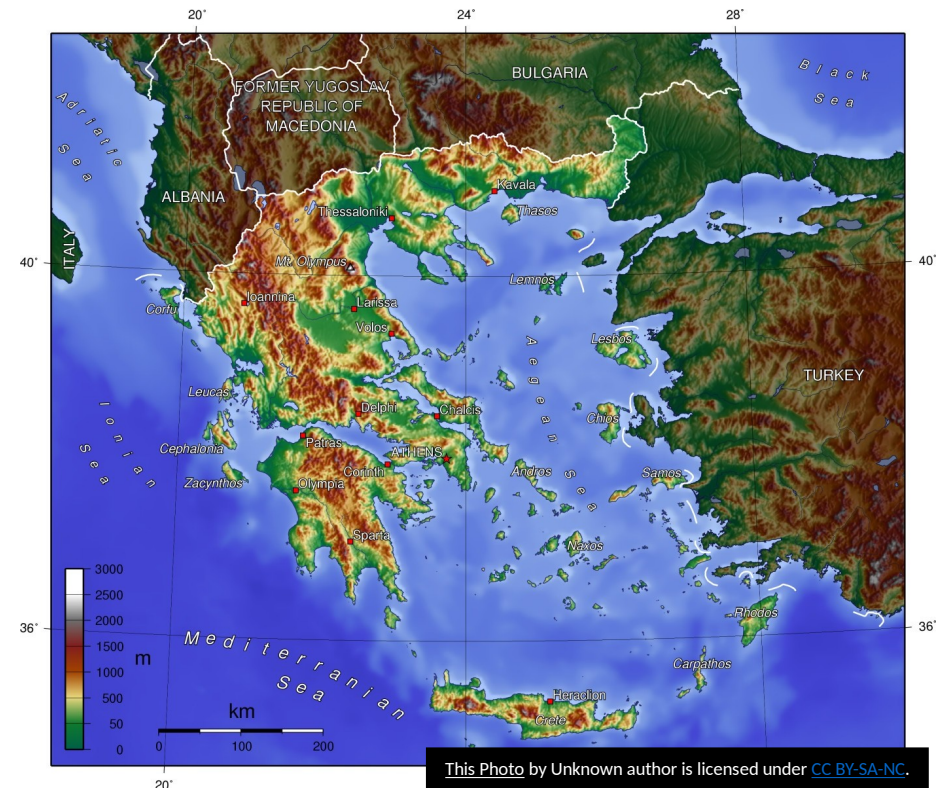 20°
24°
28°
BULGARIA
Black
Sea
FORMER YUGOSLAV
REPUBLIC OF
MACEDONIA
Adriatic
Sea
ALBANIA
Kavala
Thessaloniki
Thasos
ITALY
40°
40°
Mt. Olympus
Lemnos
Ioannina
Larissa
Corfu
Volos
Lesbos
Aegean
Sea
TURKEY
Leucas
Delphi
Chalcis
Chios
Ionian
Sea
Patras
Cephalonia
ATHENS
Corinth
Andros
Samos
Zacynthos
Olympia
Sparta
Naxos
3000
2500
2000
1500
1000
500
50
0
m
Rhodos
36°
36°
Mediterranean
Sea
Carpathos
Heraclion
Crete
km
0
100
200
20°
This Photo by Unknown author is licensed under CC BY-SA-NC.